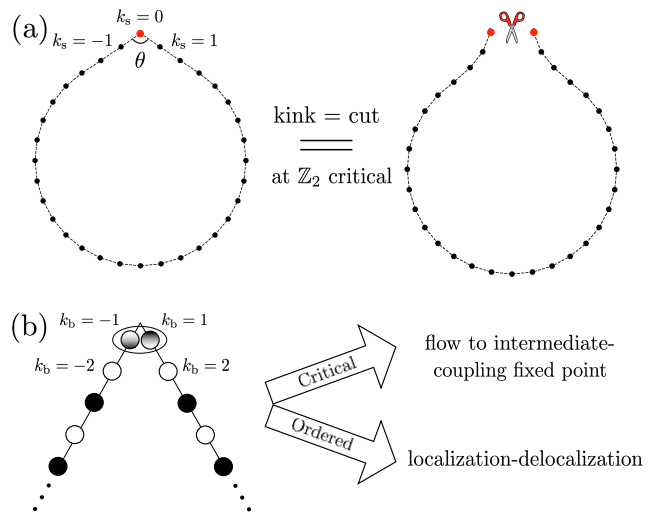 (a)
k_s = 0
k_s = −1
k_s = 1
θ
kink = cut
at ℤ₂ critical
(b)
k_b = −1
k_b = 1
k_b = −2
k_b = 2
Critical
flow to intermediate-
coupling fixed point
Ordered
localization-delocalization